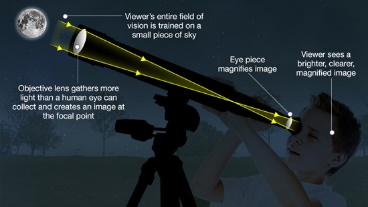 Viewer's entire field of
vision is trained on a
small piece of sky
Objective lens gathers more
light than a human eye can
collect and creates an image at
the focal point
Eye piece
magnifies image
Viewer sees a
brighter, clearer,
magnified image